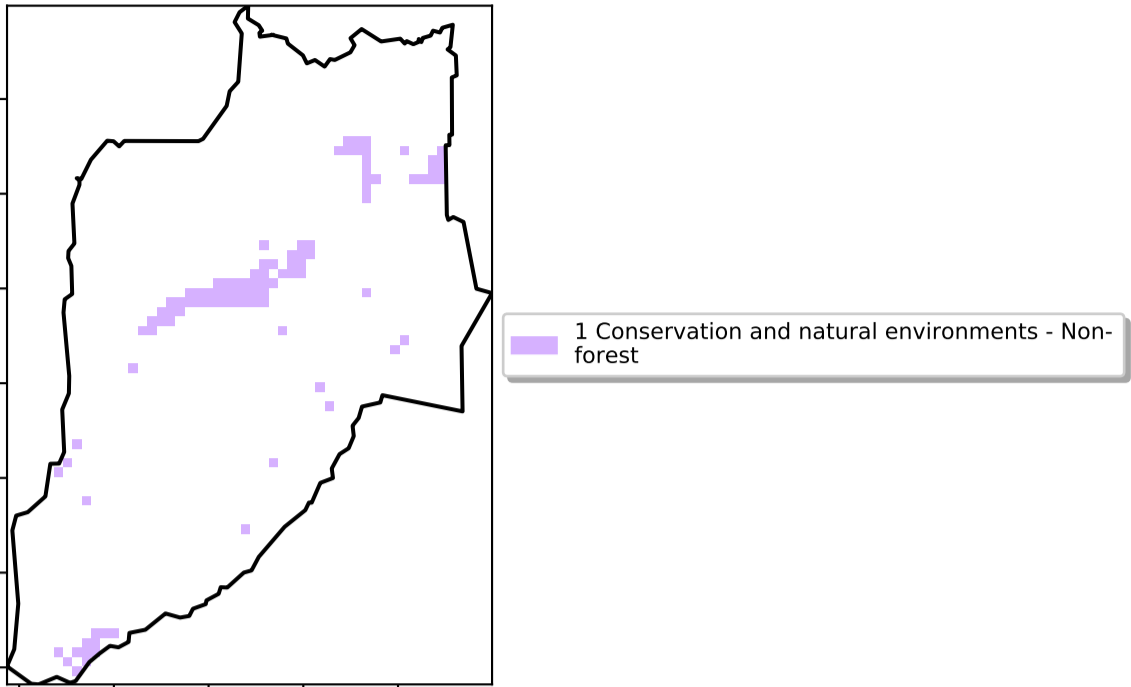 1 Conservation and natural environments - Non-
forest